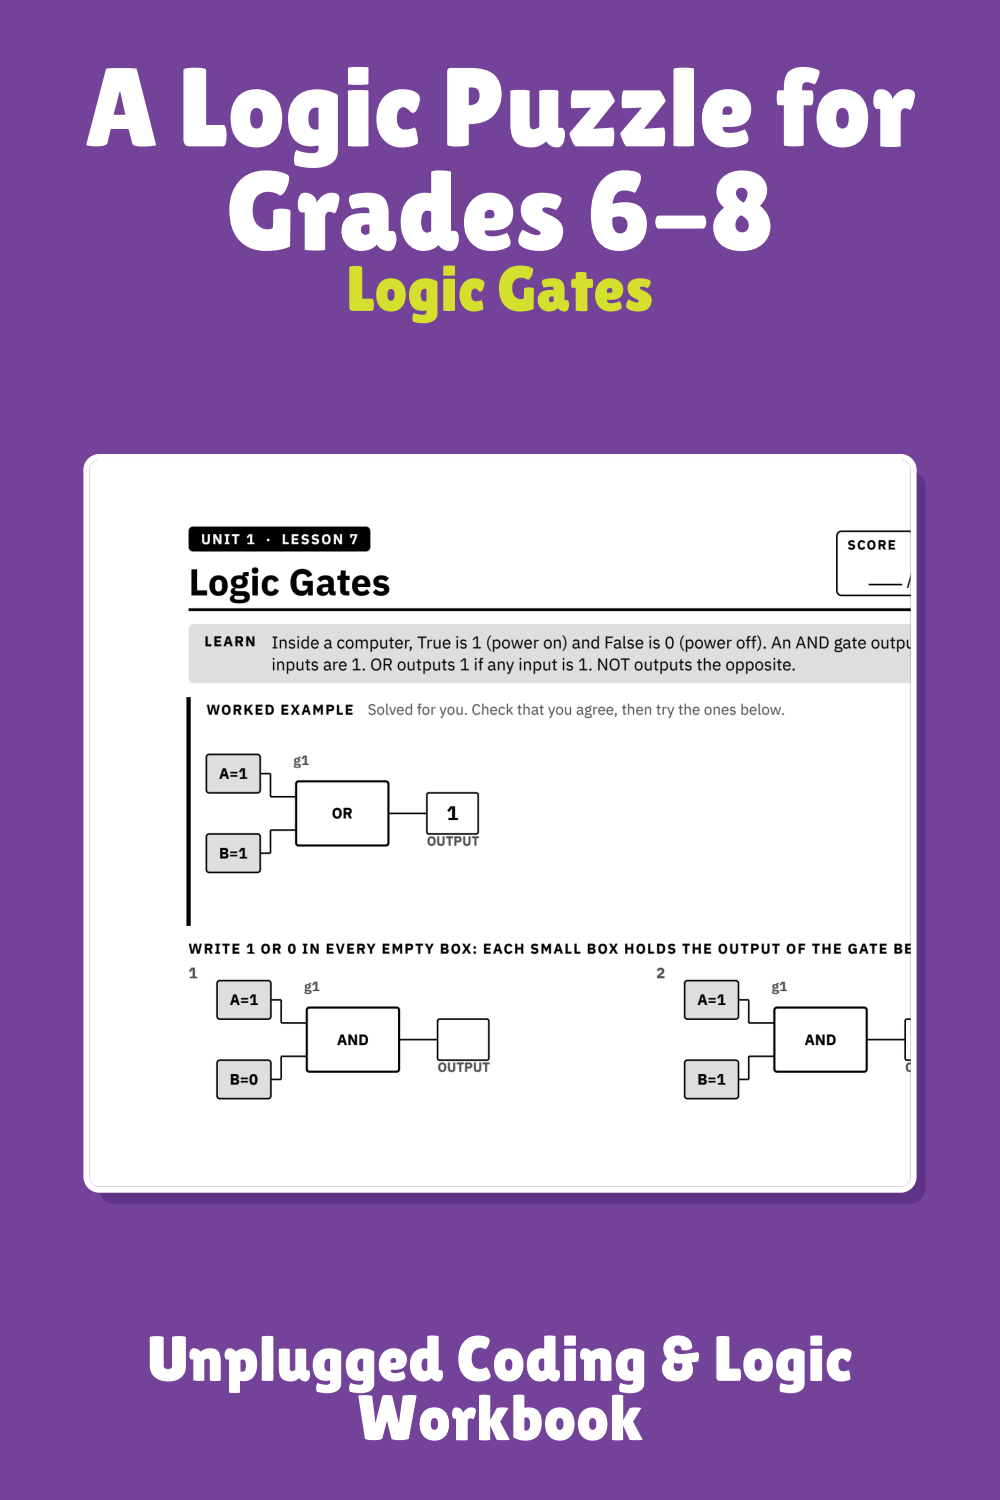 A Logic Puzzle for
Grades 6–8
Logic Gates
UNIT 1 · LESSON 7
SCORE
/
Logic Gates
LEARN Inside a computer, True is 1 (power on) and False is 0 (power off). An AND gate
inputs are 1. OR outputs 1 if any input is 1. NOT outputs the opposite.
WORKED EXAMPLE Solved for you. Check that you agree, then try the ones below.
A=1
g1
OR
1
OUTPUT
B=1
WRITE 1 OR 0 IN EVERY EMPTY BOX: EACH SMALL BOX HOLDS THE OUTPUT OF THE GATE
1
A=1
g1
AND
OUTPUT
B=0
2
A=1
g1
AND
B=1
Unplugged Coding & Logic
Workbook